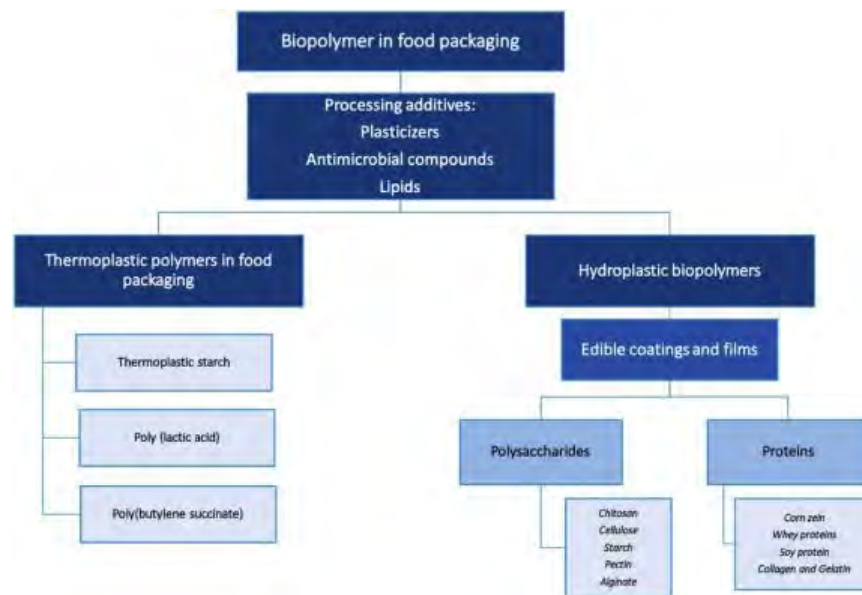 Biopolymer in food packaging
Processing additives:
Plasticizers
Antimicrobial compounds
Lipids
Thermoplastic polymers in food
packaging
Hydroplastic biopolymers
Thermoplastic starch
Edible coatings and films
Poly (lactic acid)
Polysaccharides
Proteins
Poly(butylene succinate)
Chitosan
Cellulose
Starch
Pectin
Alginate
Corn zein
Whey proteins
Soy protein
Collagen and Gelatin